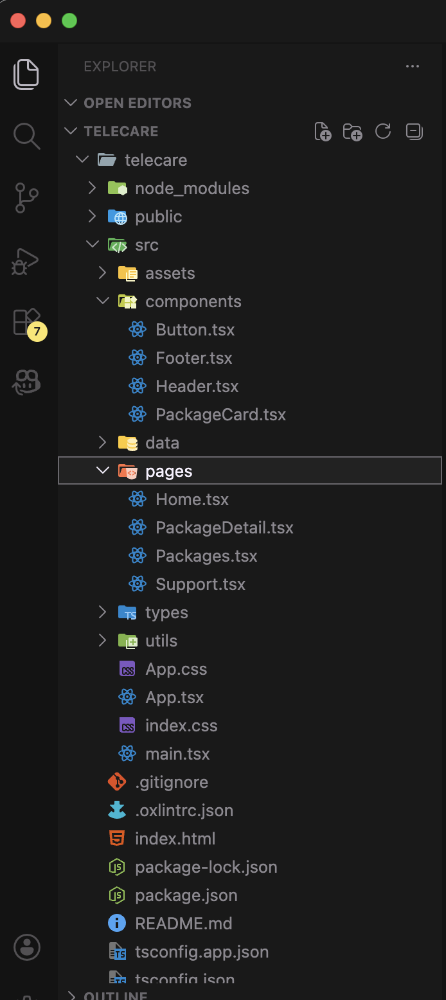 EXPLORER
OPEN EDITORS
TELECARE
telecare
node_modules
public
src
assets
components
Button.tsx
Footer.tsx
Header.tsx
PackageCard.tsx
data
pages
Home.tsx
PackageDetail.tsx
Packages.tsx
Support.tsx
types
utils
App.css
App.tsx
index.css
main.tsx
.gitignore
.oxlintrc.json
index.html
package-lock.json
package.json
README.md
tsconfig.app.json
tsconfig.json
OUTLINE
7